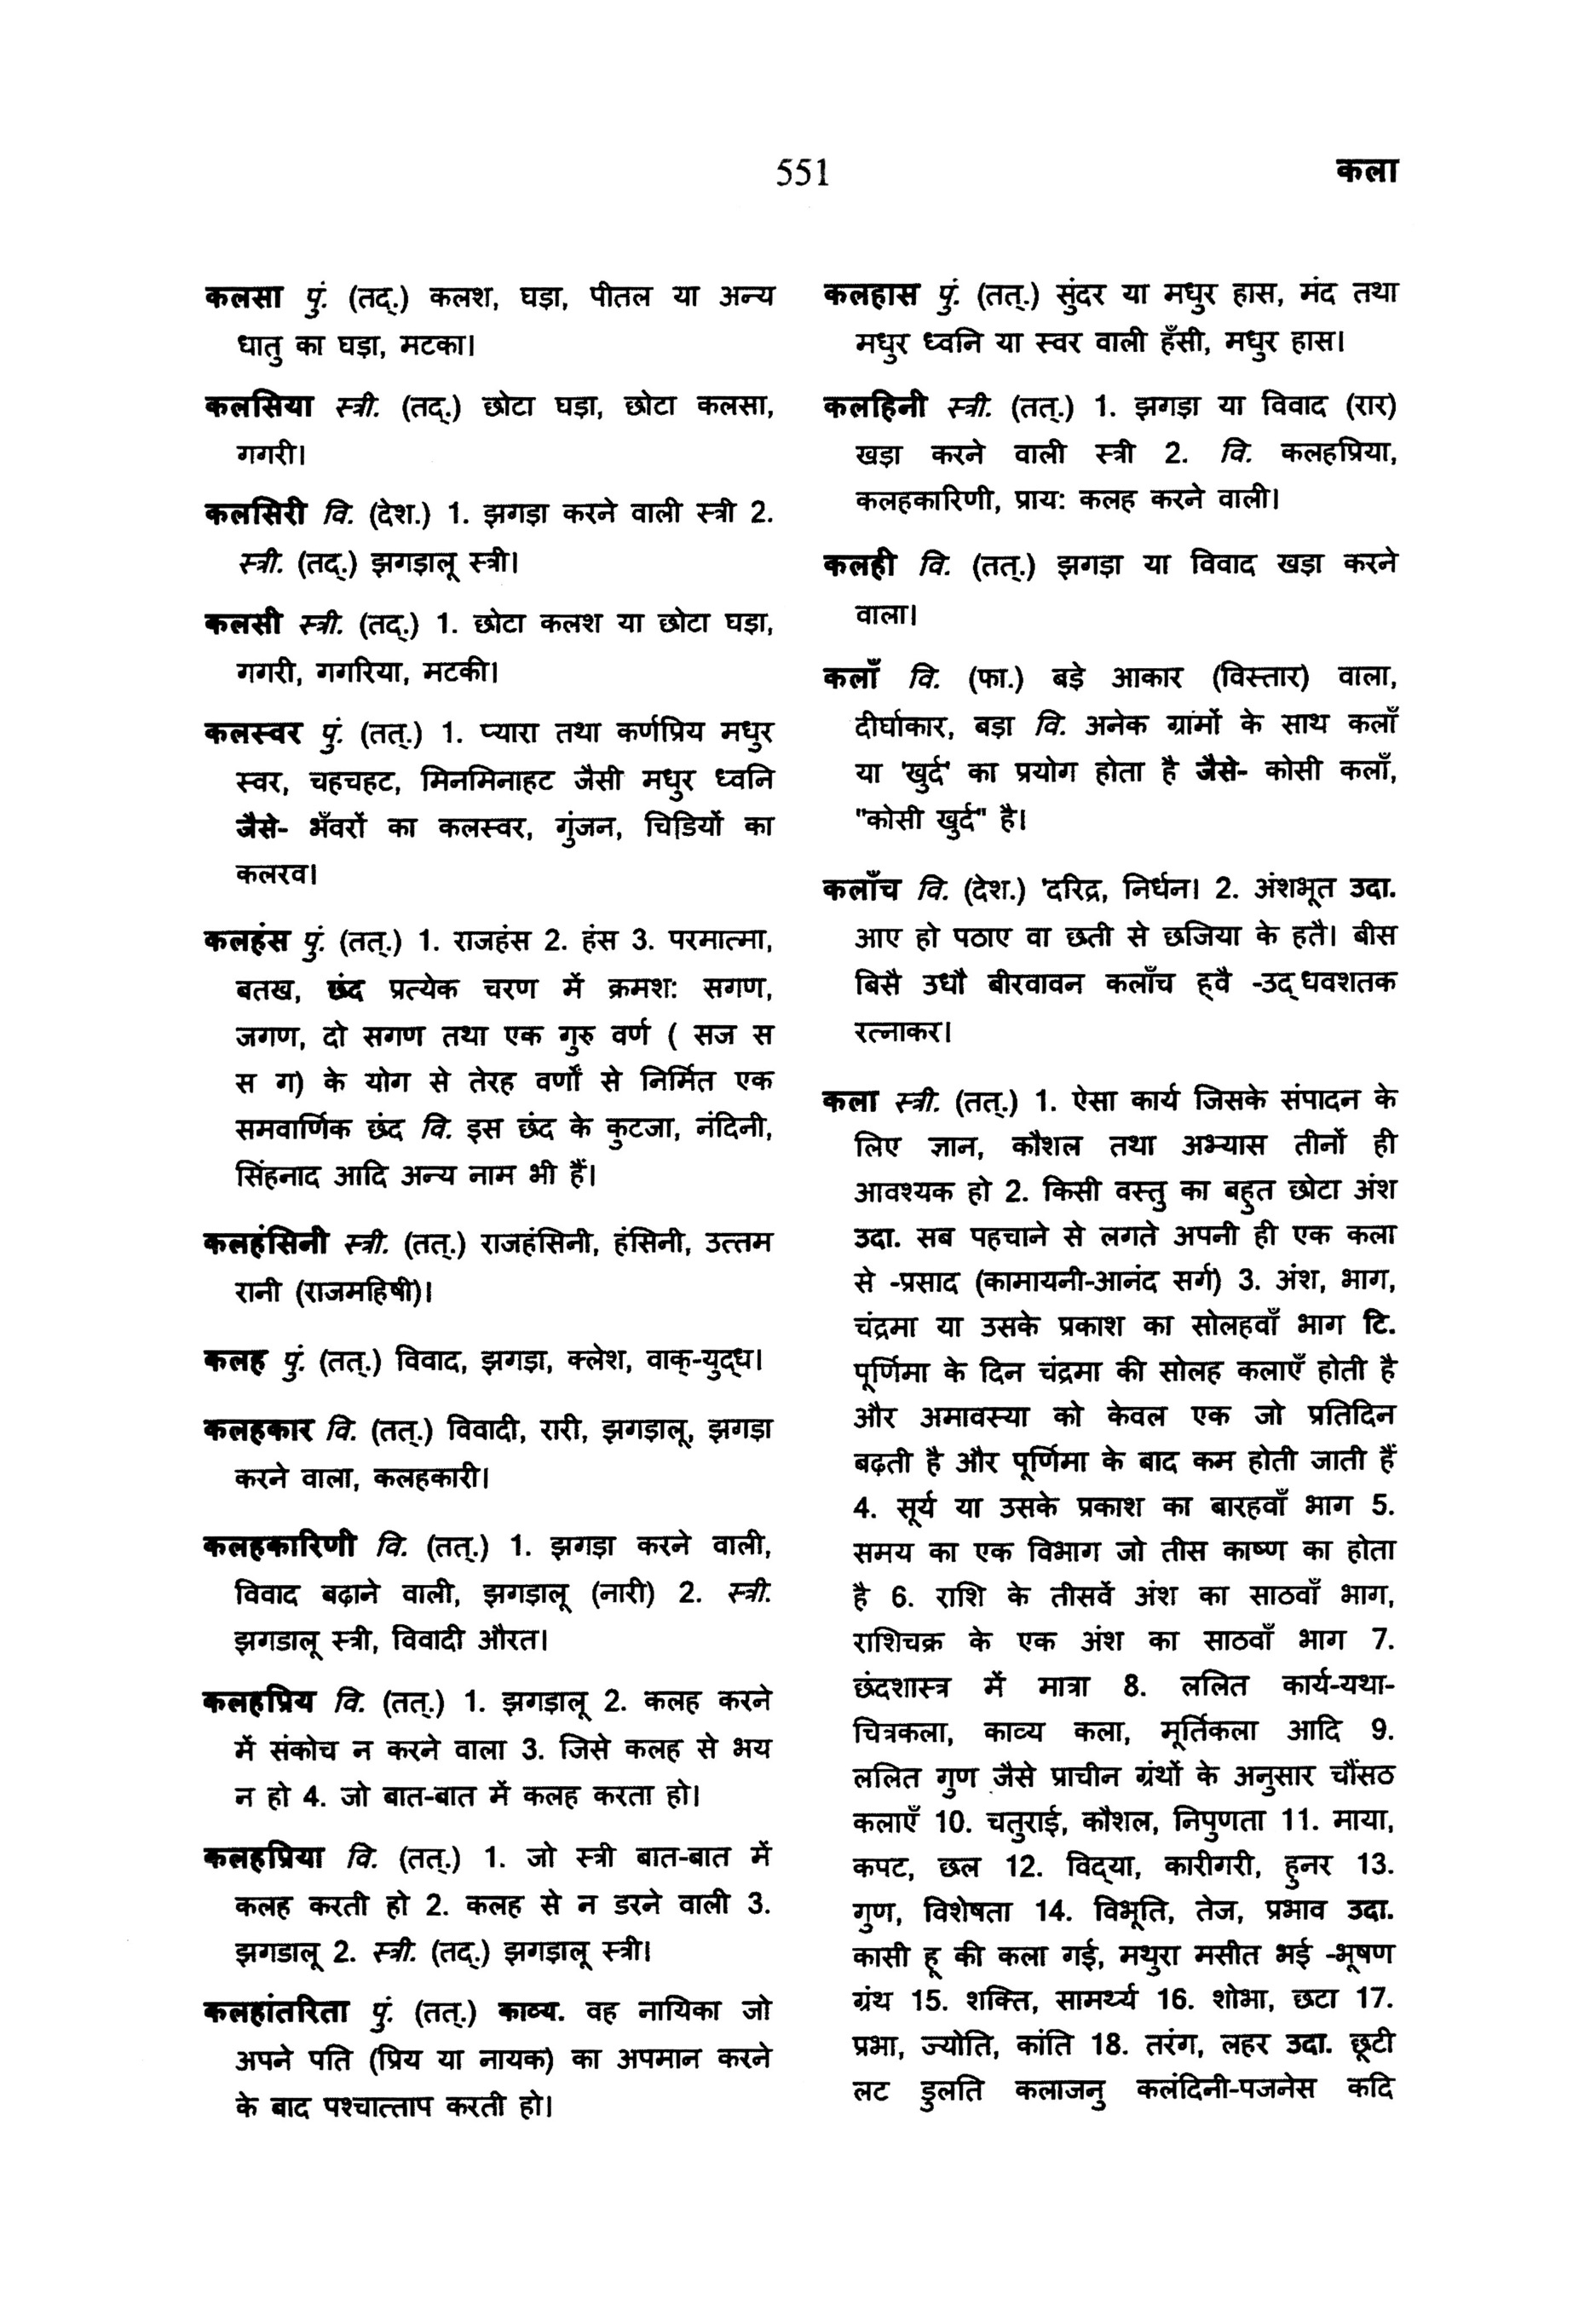 551
कला
कलसा पुं. (तद्.) कलश, घड़ा, पीतल या अन्य
धातु का घड़ा, मटका।
कलसिया स्त्री. (तद्.) छोटा घड़ा, छोटा कलसा,
गगरी।
कलसिरी वि. (देश.) 1. झगड़ा करने वाली स्त्री 2.
स्त्री. (तद्.) झगड़ालू स्त्री।
कलसी स्त्री. (तद्.) 1. छोटा कलश या छोटा घड़ा,
गगरी, गगरिया, मटकी।
कलस्वर पुं. (तत्.) 1. प्यारा तथा कर्णप्रिय मधुर
स्वर, चहचहट, मिनमिनाहट जैसी मधुर ध्वनि
जैसे- भँवरों का कलस्वर, गुंजन, चिडि़यों का
कलरव।
कलहंस पुं. (तत्.) 1. राजहंस 2. हंस 3. परमात्मा,
बतख, छंद प्रत्येक चरण में क्रमश: सगण,
जगण, दो सगण तथा एक गुरु वर्ण ( सज स
स ग) के योग से तेरह वर्णों से निर्मित एक
समवार्णिक छंद वि. इस छंद के कुटजा, नंदिनी,
सिंहनाद आदि अन्य नाम भी हैं।
कलहंसिनी स्त्री. (तत्.) राजहंसिनी, हंसिनी, उत्तम
रानी (राजमहिषी)।
कलह पुं. (तत्.) विवाद, झगड़ा, क्लेश, वाक्-युद्ध।
कलहकार वि. (तत्.) विवादी, रारी, झगड़ालू, झगड़ा
करने वाला, कलहकारी।
कलहकारिणी वि. (तत्.) 1. झगड़ा करने वाली,
विवाद बढ़ाने वाली, झगड़ालू (नारी) 2. स्त्री.
झगडालू स्त्री, विवादी औरत।
कलहप्रिय वि. (तत्.) 1. झगड़ालू 2. कलह करने
में संकोच न करने वाला 3. जिसे कलह से भय
न हो 4. जो बात-बात में कलह करता हो।
कलहप्रिया वि. (तत्.) 1. जो स्त्री बात-बात में
कलह करती हो 2. कलह से न डरने वाली 3.
झगडालू 2. स्त्री. (तद्.) झगड़ालू स्त्री।
कलहांतरिता पुं. (तत्.) काव्य. वह नायिका जो
अपने पति (प्रिय या नायक) का अपमान करने
के बाद पश्चात्ताप करती हो।
कलहास पुं. (तत्.) सुंदर या मधुर हास, मंद तथा
मधुर ध्वनि या स्वर वाली हँसी, मधुर हास।
कलहिनी स्त्री. (तत्.) 1. झगड़ा या विवाद (रार)
खड़ा करने वाली स्त्री 2. वि. कलहप्रिया,
कलहकारिणी, प्राय: कलह करने वाली।
कलही वि. (तत्.) झगड़ा या विवाद खड़ा करने
वाला।
कलाँ वि. (फा.) बड़े आकार (विस्तार) वाला,
दीर्घाकार, बड़ा वि. अनेक ग्रामों के साथ कलाँ
या 'खुर्द' का प्रयोग होता है जैसे- कोसी कलाँ,
"कोसी खुर्द" है।
कलाँच वि. (देश.) 'दरिद्र, निर्धन। 2. अंशभूत उदा.
आए हो पठाए वा छती से छजिया के हतै। बीस
बिसै उधौ बीरवावन कलाँच ह्वै -उद्धवशतक
रत्नाकर।
कला स्त्री. (तत्.) 1. ऐसा कार्य जिसके संपादन के
लिए ज्ञान, कौशल तथा अभ्यास तीनों ही
आवश्यक हो 2. किसी वस्तु का बहुत छोटा अंश
उदा. सब पहचाने से लगते अपनी ही एक कला
से -प्रसाद (कामायनी-आनंद सर्ग) 3. अंश, भाग,
चंद्रमा या उसके प्रकाश का सोलहवाँ भाग टि.
पूर्णिमा के दिन चंद्रमा की सोलह कलाएँ होती है
और अमावस्या को केवल एक जो प्रतिदिन
बढ़ती है और पूर्णिमा के बाद कम होती जाती हैं
4. सूर्य या उसके प्रकाश का बारहवाँ भाग 5.
समय का एक विभाग जो तीस काष्ण का होता
है 6. राशि के तीसवें अंश का साठवाँ भाग,
राशिचक्र के एक अंश का साठवाँ भाग 7.
छंदशास्त्र में मात्रा 8. ललित कार्य-यथा-
चित्रकला, काव्य कला, मूर्तिकला आदि 9.
ललित गुण जैसे प्राचीन ग्रंथों के अनुसार चौंसठ
कलाएँ 10. चतुराई, कौशल, निपुणता 11. माया,
कपट, छल 12. विद्या, कारीगरी, हुनर 13.
गुण, विशेषता 14. विभूति, तेज, प्रभाव उदा.
कासी हू की कला गई, मथुरा मसीत भई -भूषण
ग्रंथ 15. शक्ति, सामर्थ्य 16. शोभा, छटा 17.
प्रभा, ज्योति, कांति 18. तरंग, लहर उदा. छूटी
लट डुलति कलाजनु कलंदिनी-पजनेस कदि